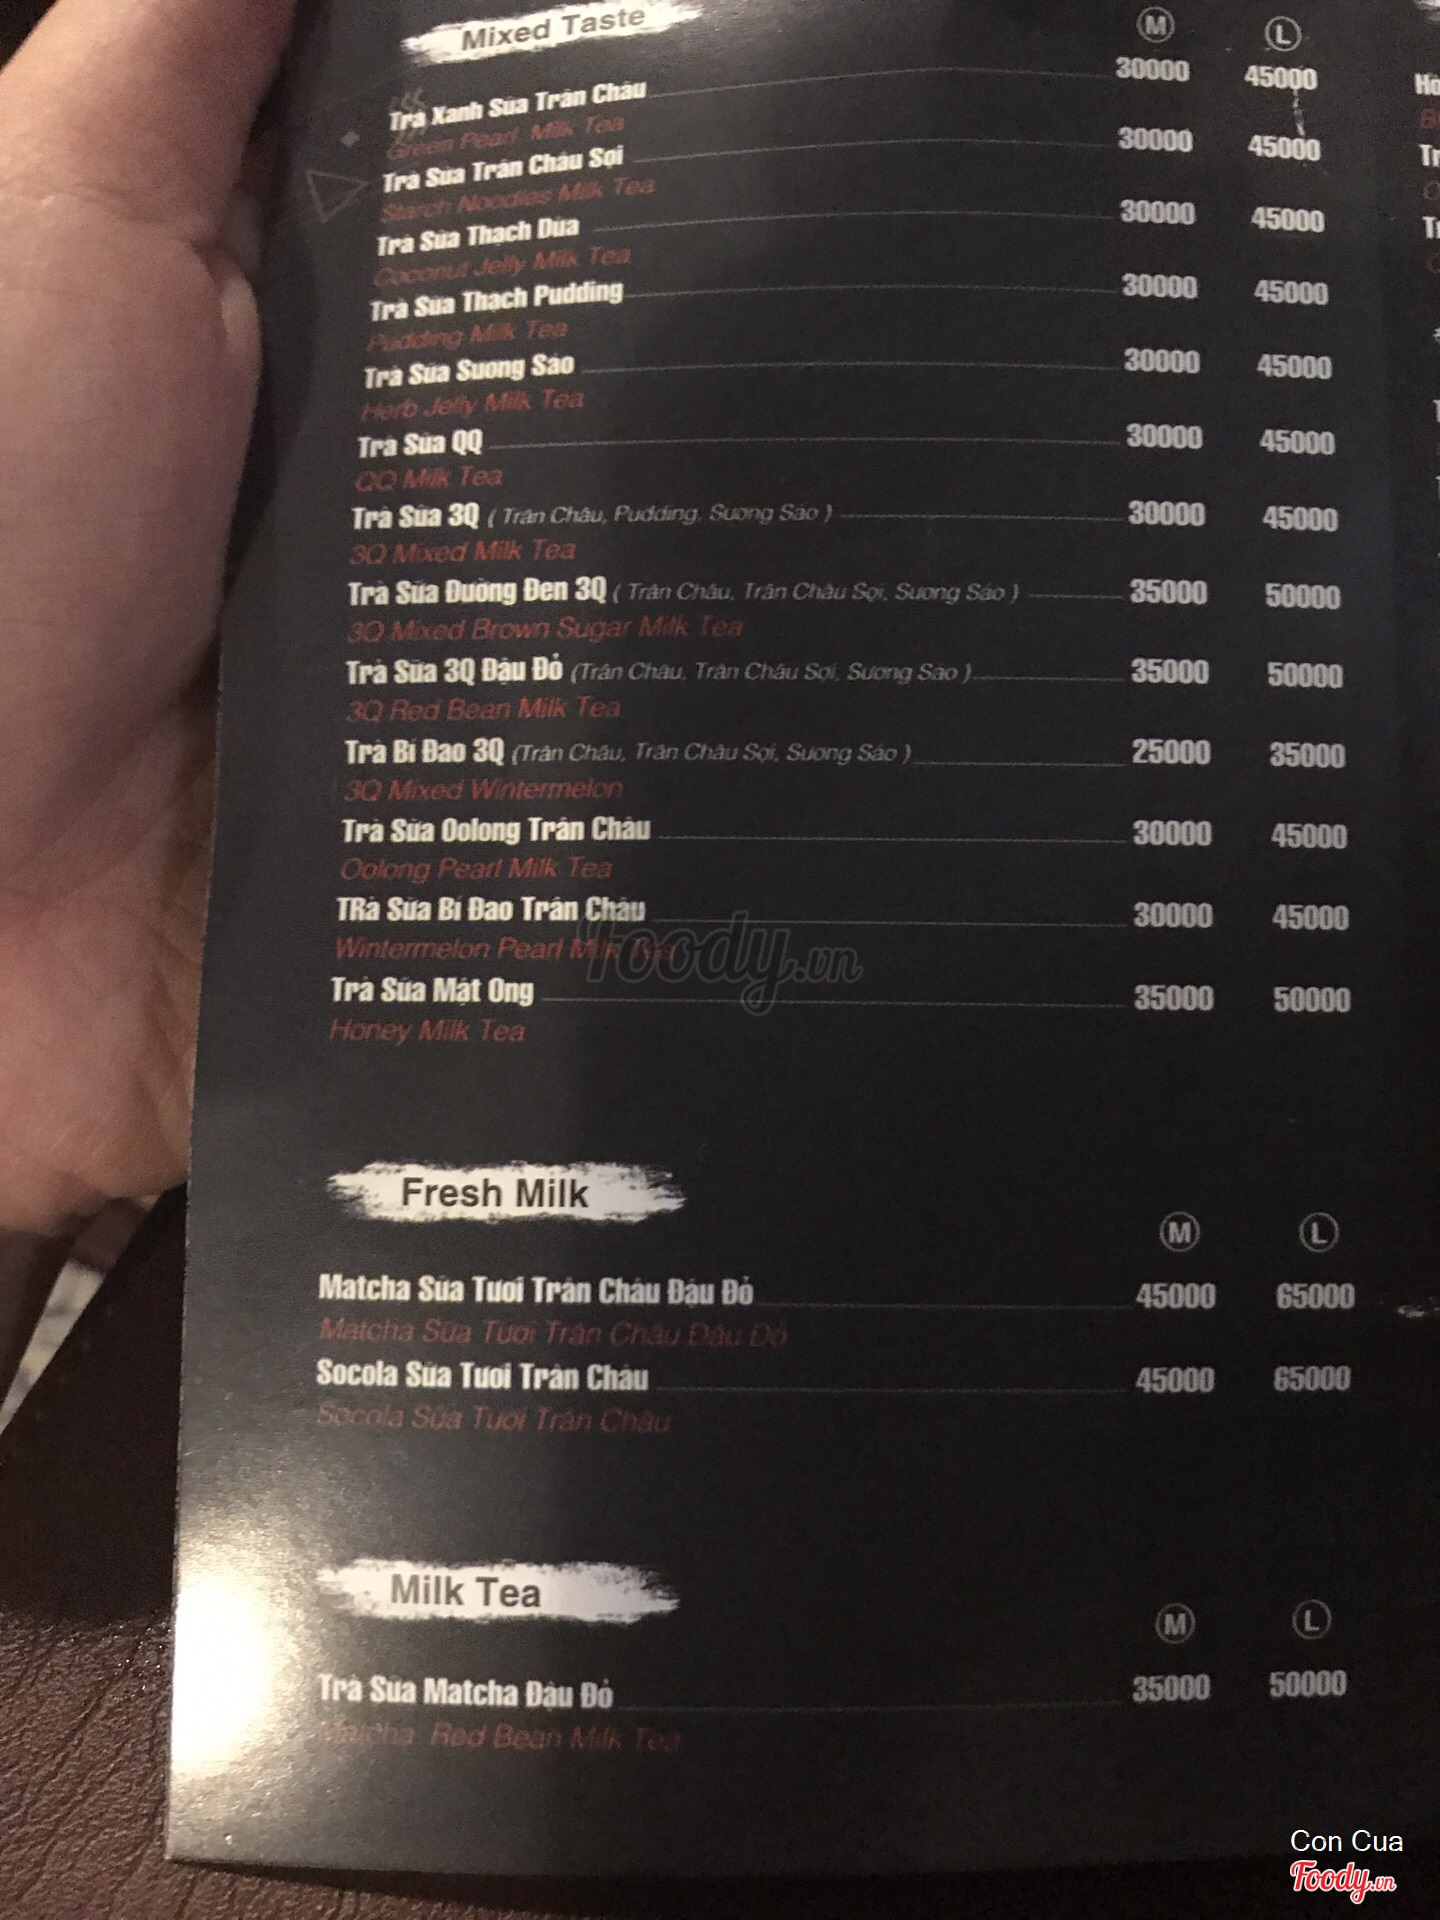 Mixed Taste
M L
Trà Xanh Sữa Trân Châu 30000 45000
Green Pearl Milk Tea
Trà Sữa Trân Châu Sợi 30000 45000
Starch Noodles Milk Tea
Trà Sữa Thạch Dừa 30000 45000
Coconut Jelly Milk Tea
Trà Sữa Thạch Pudding 30000 45000
Pudding Milk Tea
Trà Sữa Sương Sáo 30000 45000
Herb Jelly Milk Tea
Trà Sữa QQ 30000 45000
QQ Milk Tea
Trà Sữa 3Q ( Trân Châu, Pudding, Sương Sáo ) 30000 45000
3Q Mixed Milk Tea
Trà Sữa Đường Đen 3Q ( Trân Châu, Trân Châu Sợi, Sương Sáo ) 35000 50000
3Q Mixed Brown Sugar Milk Tea
Trà Sữa 3Q Đậu Đỏ (Trân Châu, Trân Châu Sợi, Sương Sáo ) 35000 50000
3Q Red Bean Milk Tea
Trà Bí Đao 3Q (Trân Châu, Trân Châu Sợi, Sương Sáo ) 25000 35000
3Q Mixed Wintermelon
Trà Sữa Oolong Trân Châu 30000 45000
Oolong Pearl Milk Tea
TRà Sữa Bí Đao Trân Châu 30000 45000
Wintermelon Pearl Milk Tea
Foody.vn
Trà Sữa Mật Ong 35000 50000
Honey Milk Tea
Fresh Milk
M L
Matcha Sữa Tươi Trân Châu Đậu Đỏ 45000 65000
Matcha Sữa Tươi Trân Châu Đậu Đỏ
Socola Sữa Tươi Trân Châu 45000 65000
Socola Sữa Tươi Trân Châu
Milk Tea
M L
Trà Sữa Matcha Đậu Đỏ 35000 50000
Matcha Red Bean Milk Tea
Con Cua
Foody.vn